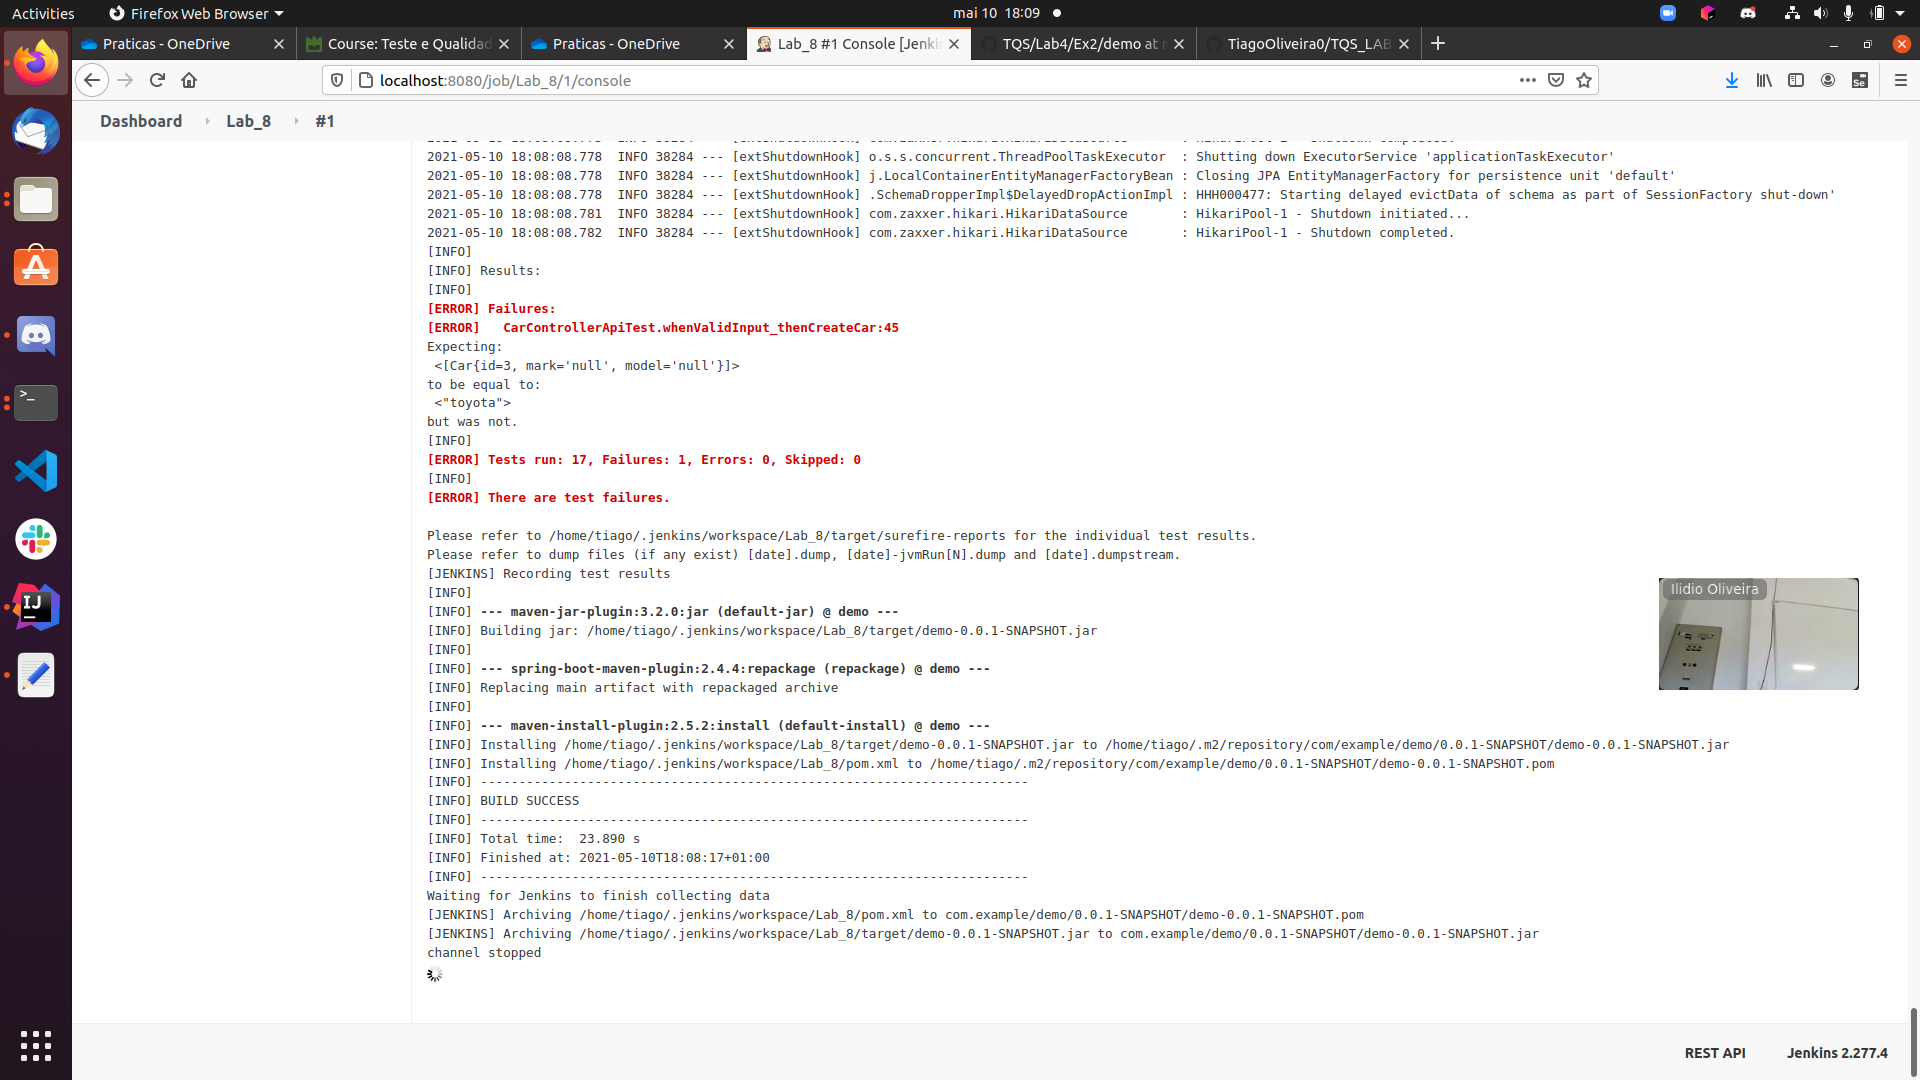 Activities Firefox Web Browser mai 10 18:09
Praticas - OneDrive Course: Teste e Qualidad Praticas - OneDrive Lab_8 #1 Console [Jenki TQS/Lab4/Ex2/demo at TiagoOliveira0/TQS_LAB
localhost:8080/job/Lab_8/1/console
Dashboard Lab_8 #1
2021-05-10 18:08:08.778  INFO 38284 --- [extShutdownHook] o.s.s.concurrent.ThreadPoolTaskExecutor  : Shutting down ExecutorService 'applicationTaskExecutor'
2021-05-10 18:08:08.778  INFO 38284 --- [extShutdownHook] j.LocalContainerEntityManagerFactoryBean : Closing JPA EntityManagerFactory for persistence unit 'default'
2021-05-10 18:08:08.778  INFO 38284 --- [extShutdownHook] .SchemaDropperImpl$DelayedDropActionImpl : HHH000477: Starting delayed evictData of schema as part of SessionFactory shut-down'
2021-05-10 18:08:08.781  INFO 38284 --- [extShutdownHook] com.zaxxer.hikari.HikariDataSource       : HikariPool-1 - Shutdown initiated...
2021-05-10 18:08:08.782  INFO 38284 --- [extShutdownHook] com.zaxxer.hikari.HikariDataSource       : HikariPool-1 - Shutdown completed.
[INFO]
[INFO] Results:
[INFO]
[ERROR] Failures:
[ERROR]   CarControllerApiTest.whenValidInput_thenCreateCar:45
Expecting:
 <[Car{id=3, mark='null', model='null'}]>
to be equal to:
 <"toyota">
but was not.
[INFO]
[ERROR] Tests run: 17, Failures: 1, Errors: 0, Skipped: 0
[INFO]
[ERROR] There are test failures.
Please refer to /home/tiago/.jenkins/workspace/Lab_8/target/surefire-reports for the individual test results.
Please refer to dump files (if any exist) [date].dump, [date]-jvmRun[N].dump and [date].dumpstream.
[JENKINS] Recording test results
[INFO]
[INFO] --- maven-jar-plugin:3.2.0:jar (default-jar) @ demo ---
[INFO] Building jar: /home/tiago/.jenkins/workspace/Lab_8/target/demo-0.0.1-SNAPSHOT.jar
[INFO]
[INFO] --- spring-boot-maven-plugin:2.4.4:repackage (repackage) @ demo ---
[INFO] Replacing main artifact with repackaged archive
[INFO]
[INFO] --- maven-install-plugin:2.5.2:install (default-install) @ demo ---
[INFO] Installing /home/tiago/.jenkins/workspace/Lab_8/target/demo-0.0.1-SNAPSHOT.jar to /home/tiago/.m2/repository/com/example/demo/0.0.1-SNAPSHOT/demo-0.0.1-SNAPSHOT.jar
[INFO] Installing /home/tiago/.jenkins/workspace/Lab_8/pom.xml to /home/tiago/.m2/repository/com/example/demo/0.0.1-SNAPSHOT/demo-0.0.1-SNAPSHOT.pom
[INFO] ------------------------------------------------------------------------
[INFO] BUILD SUCCESS
[INFO] ------------------------------------------------------------------------
[INFO] Total time:  23.890 s
[INFO] Finished at: 2021-05-10T18:08:17+01:00
[INFO] ------------------------------------------------------------------------
Waiting for Jenkins to finish collecting data
[JENKINS] Archiving /home/tiago/.jenkins/workspace/Lab_8/pom.xml to com.example/demo/0.0.1-SNAPSHOT/demo-0.0.1-SNAPSHOT.pom
[JENKINS] Archiving /home/tiago/.jenkins/workspace/Lab_8/target/demo-0.0.1-SNAPSHOT.jar to com.example/demo/0.0.1-SNAPSHOT/demo-0.0.1-SNAPSHOT.jar
channel stopped
Ilidio Oliveira
REST API Jenkins 2.277.4